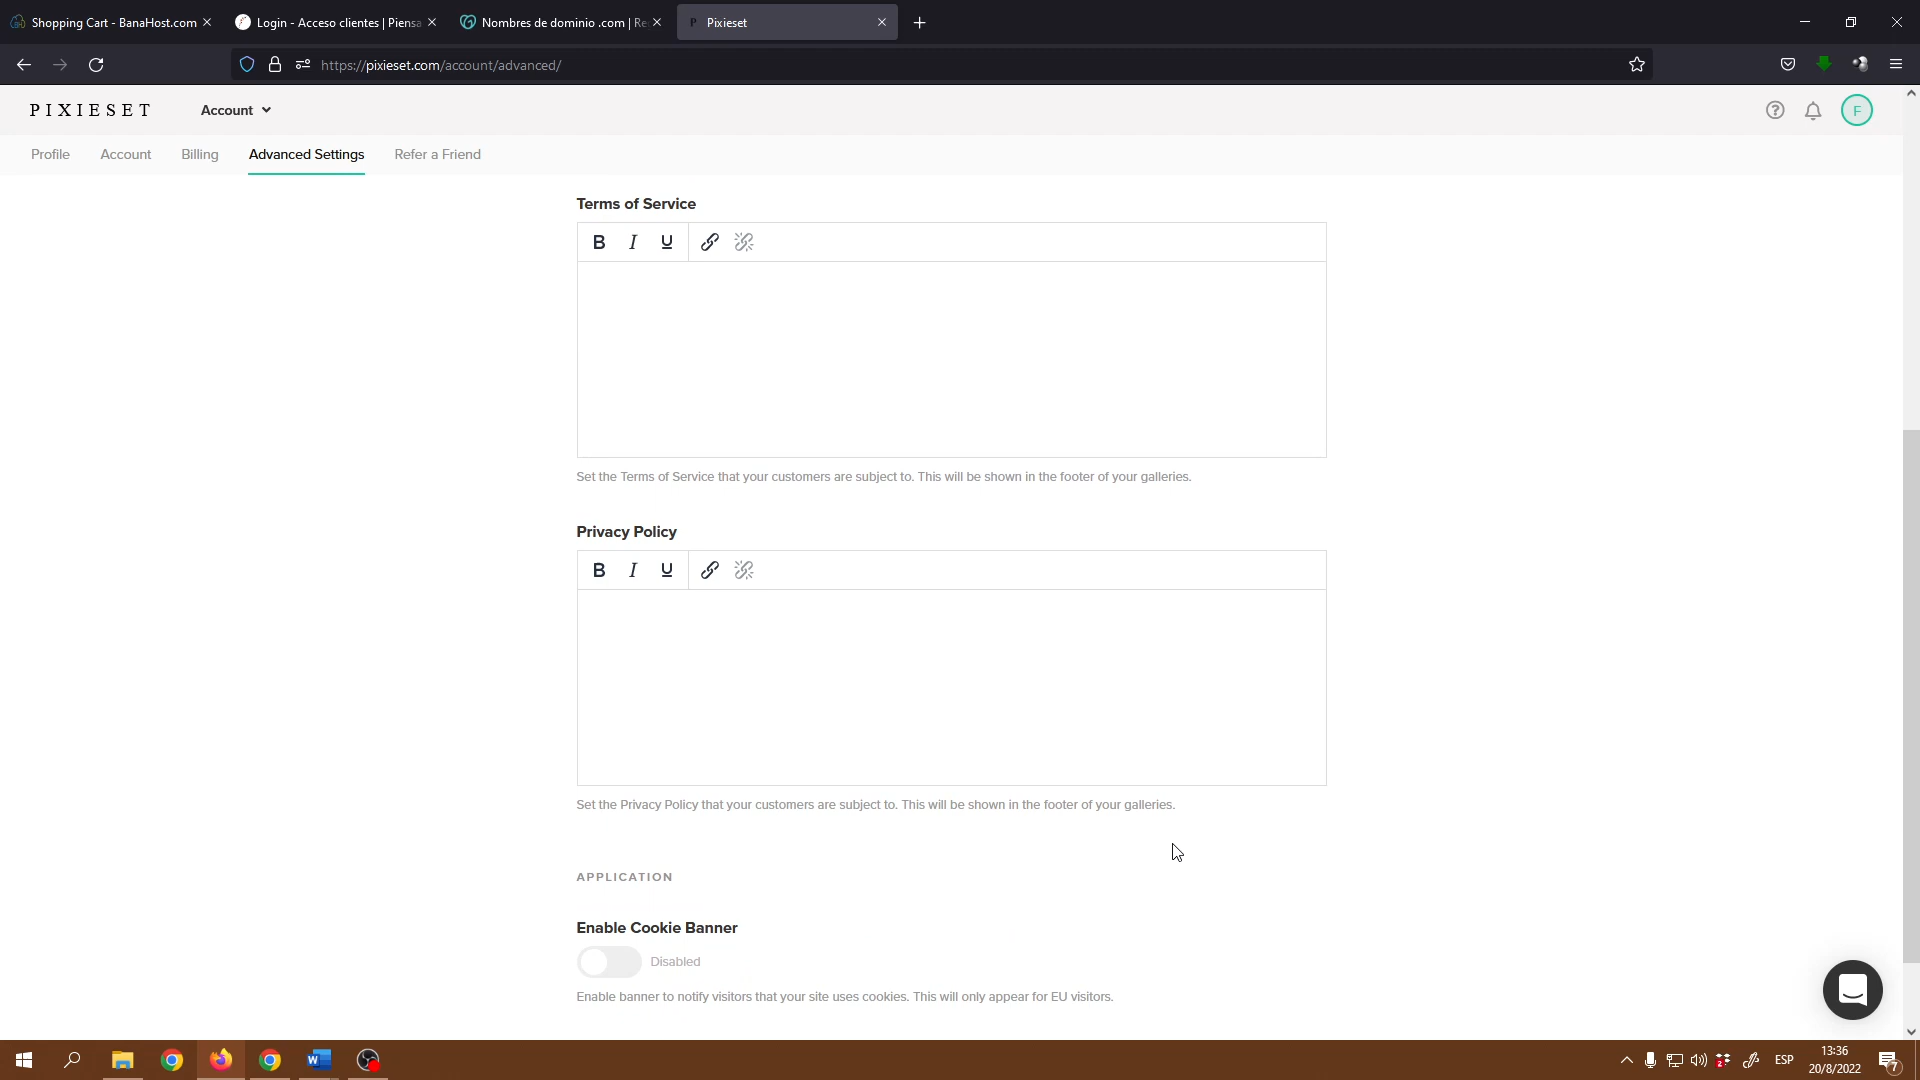 Shopping Cart - BanaHost.com
Login - Acceso clientes | Piensa
Nombres de dominio .com | Re
Pixieset
https://pixieset.com/account/advanced/
PIXIESET
Account
F
Profile
Account
Billing
Advanced Settings
Refer a Friend
Terms of Service
B I U
Set the Terms of Service that your customers are subject to. This will be shown in the footer of your galleries.
Privacy Policy
B I U
Set the Privacy Policy that your customers are subject to. This will be shown in the footer of your galleries.
APPLICATION
Enable Cookie Banner
Disabled
Enable banner to notify visitors that your site uses cookies. This will only appear for EU visitors.
2
ESP
13:36
20/8/2022
7